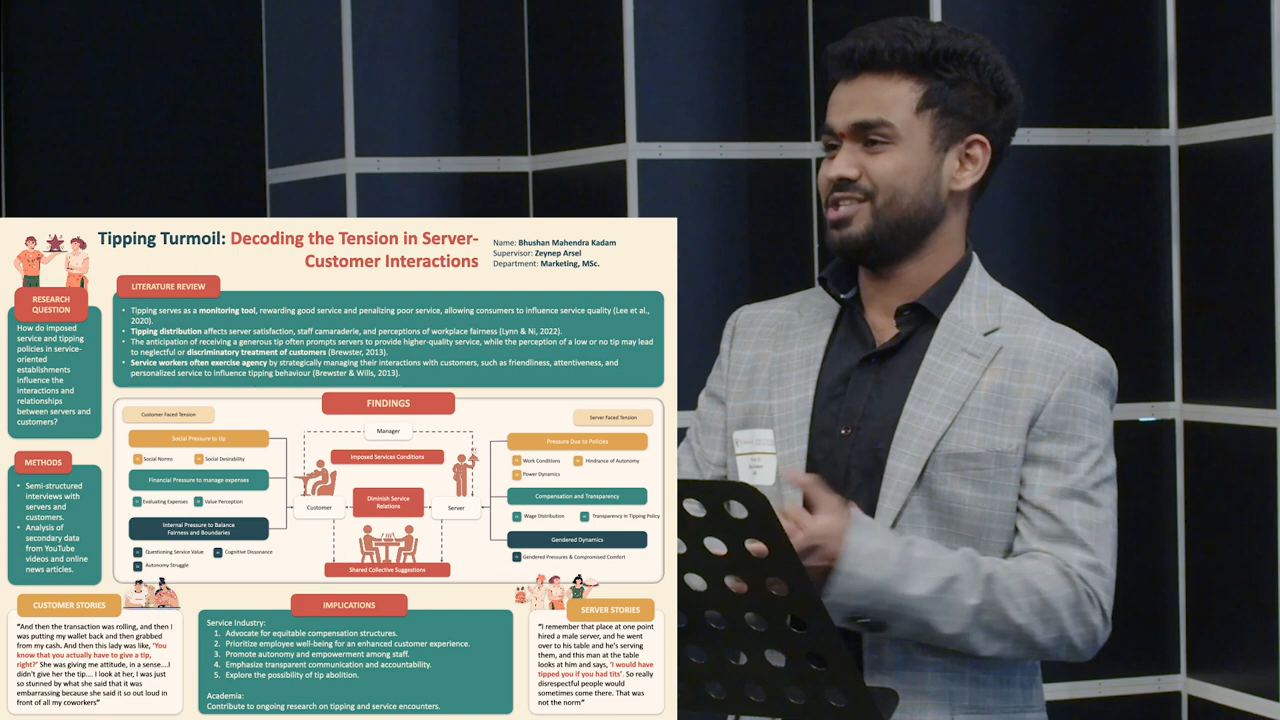 Tipping Turmoil: Decoding the Tension in Server-
Customer Interactions
Name: Bhushan Mahendra Kadam
Supervisor: Zeynep Arsel
Department: Marketing, MSc.
RESEARCH
QUESTION
How do imposed
service and tipping
policies in service-
oriented
establishments
influence the
interactions and
relationships
between servers and
customers?
METHODS
• Semi-structured
interviews with
servers and
customers.
• Analysis of
secondary data
from YouTube
videos and online
news articles.
LITERATURE REVIEW
• Tipping serves as a monitoring tool, rewarding good service and penalizing poor service, allowing consumers to influence service quality (Lee et al.,
2020).
• Tipping distribution affects server satisfaction, staff camaraderie, and perceptions of workplace fairness (Lynn & Ni, 2022).
• The anticipation of receiving a generous tip often prompts servers to provide higher-quality service, while the perception of a low or no tip may lead
to neglectful or discriminatory treatment of customers (Brewster, 2013).
• Service workers often exercise agency by strategically managing their interactions with customers, such as friendliness, attentiveness, and
personalized service to influence tipping behaviour (Brewster & Wills, 2013).
FINDINGS
Customer Faced Tension
Social Pressure to tip
Social Norms
Social Desirability
Financial Pressure to manage expenses
Evaluating Expenses
Value Perception
Internal Pressure to Balance
Fairness and Boundaries
Questioning Service Value
Cognitive Dissonance
Autonomy Struggle
Manager
Imposed Services Conditions
Customer
Diminish Service
Relations
Server
Shared Collective Suggestions
Server Faced Tension
Pressure Due to Policies
Work Conditions
Hindrance of Autonomy
Power Dynamics
Compensation and Transparency
Wage Distribution
Transparency in Tipping Policy
Gendered Dynamics
Gendered Pressures & Compromised Comfort
CUSTOMER STORIES
"And then the transaction was rolling, and then I
was putting my wallet back and then grabbed
from my cash. And then this lady was like, 'You
know that you actually have to give a tip,
right?' She was giving me attitude, in a sense....I
didn't give her the tip.... I look at her, I was just
so stunned by what she said that it was
embarrassing because she said it so out loud in
front of all my coworkers"
IMPLICATIONS
Service Industry:
1. Advocate for equitable compensation structures.
2. Prioritize employee well-being for an enhanced customer experience.
3. Promote autonomy and empowerment among staff.
4. Emphasize transparent communication and accountability.
5. Explore the possibility of tip abolition.
Academia:
Contribute to ongoing research on tipping and service encounters.
SERVER STORIES
"I remember that place at one point
hired a male server, and he went
over to his table and he's serving
them, and this man at the table
looks at him and says, 'I would have
tipped you if you had tits'. So really
disrespectful people would
sometimes come there. That was
not the norm"